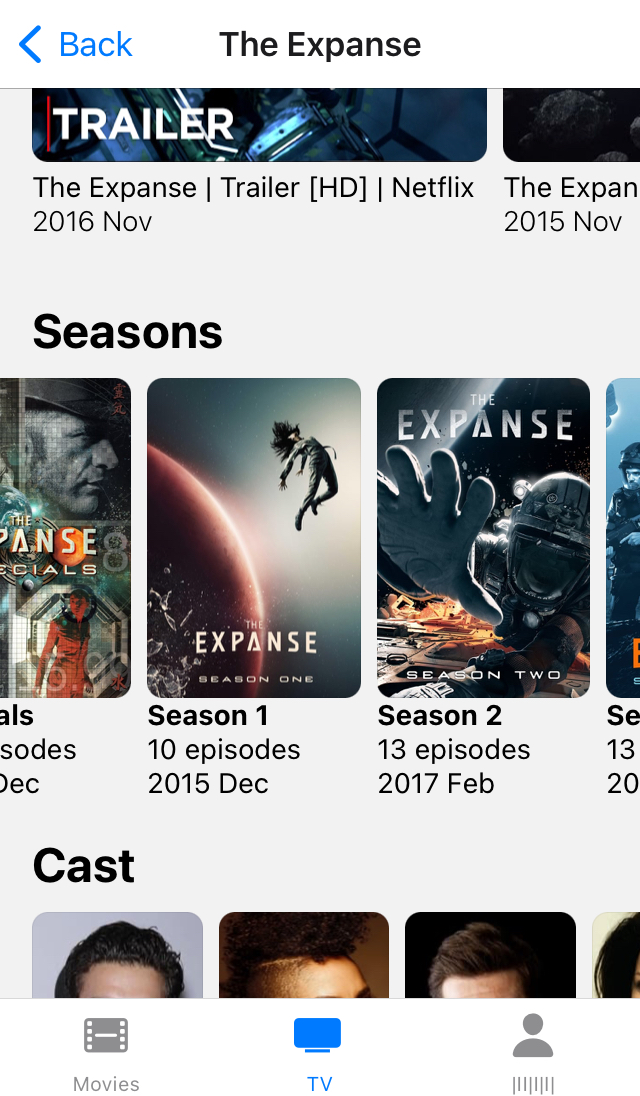 Back
The Expanse
TRAILER
The Expanse | Trailer [HD] | Netflix
2016 Nov
The Expan
2015 Nov
Seasons
THE
PANSE
ECIALS
als
sodes
Dec
THE
EXPANSE
SEASON ONE
Season 1
10 episodes
2015 Dec
THE
EXPANSE
SEASON TWO
Season 2
13 episodes
2017 Feb
Se
13
20
Cast
Movies
TV